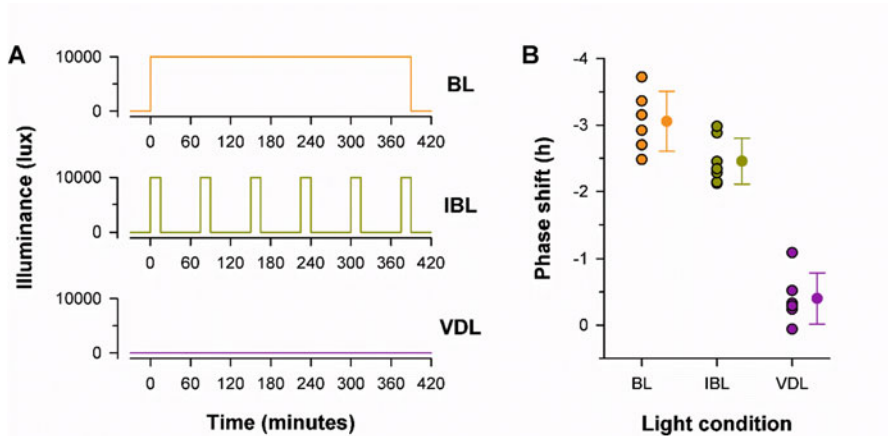 A
10000
0
BL
0 60 120 180 240 300 360 420
10000
0
IBL
0 60 120 180 240 300 360 420
10000
0
VDL
0 60 120 180 240 300 360 420
Illuminance (lux)
Time (minutes)
B
-4
-3
-2
-1
0
Phase shift (h)
BL IBL VDL
Light condition